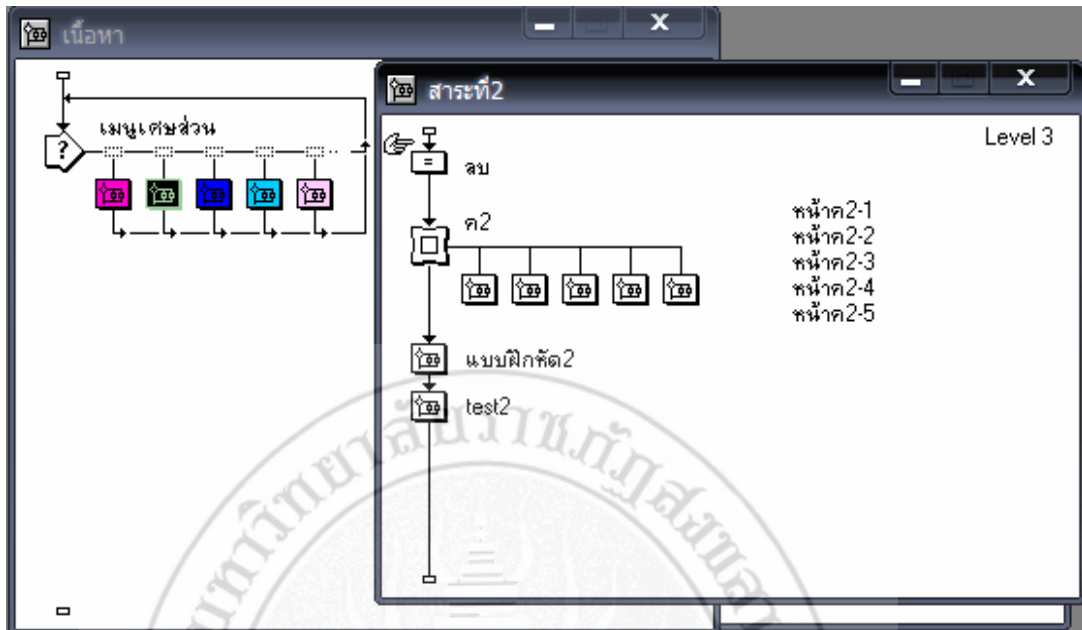 เนื้อหา
เมนูเศษส่วน
สาระที่2
Level 3
ลบ
ค2
หน้าค2-1
หน้าค2-2
หน้าค2-3
หน้าค2-4
หน้าค2-5
แบบฝึกหัด2
test2